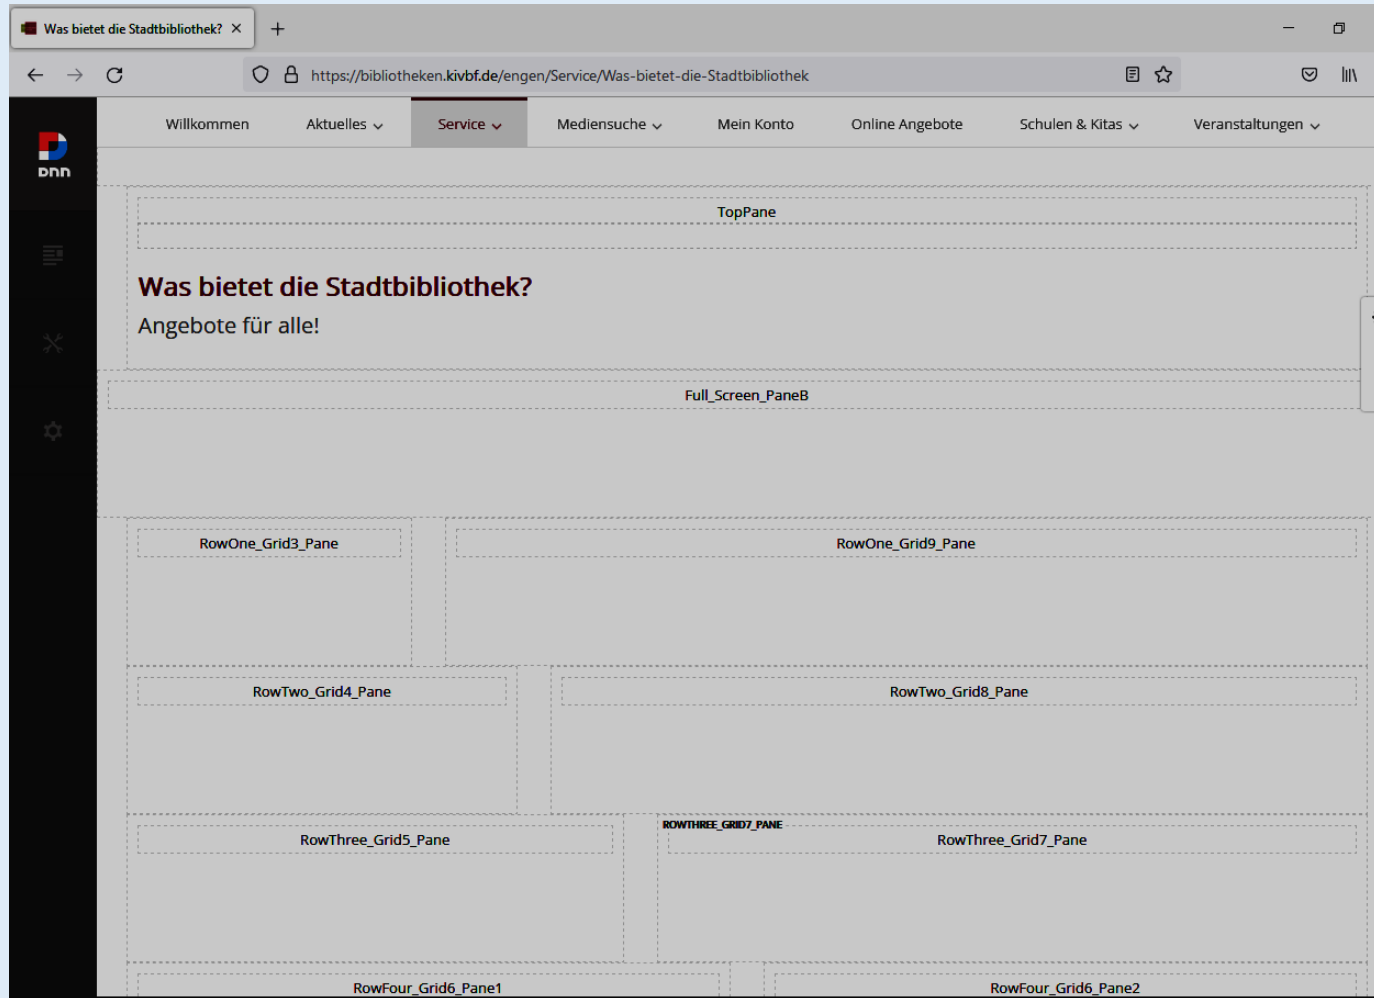 Was bietet die Stadtbibliothek?
https://bibliotheken.kivbf.de/engen/Service/Was-bietet-die-Stadtbibliothek
Willkommen Aktuelles Service Mediensuche Mein Konto Online Angebote Schulen & Kitas Veranstaltungen
Dnn
TopPane
Was bietet die Stadtbibliothek?
Angebote für alle!
Full_Screen_PaneB
RowOne_Grid3_Pane RowOne_Grid9_Pane
RowTwo_Grid4_Pane RowTwo_Grid8_Pane
ROWTHREE_GRID7_PANE
RowThree_Grid5_Pane RowThree_Grid7_Pane
RowFour_Grid6_Pane1 RowFour_Grid6_Pane2